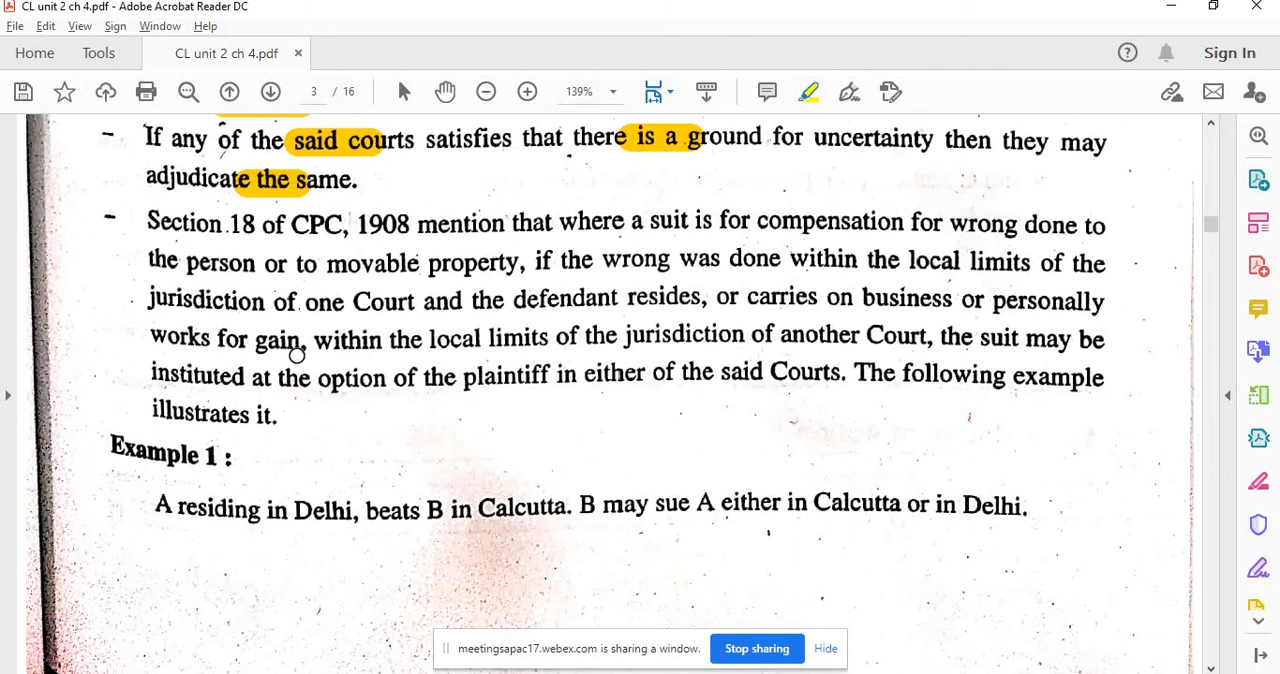 CL unit 2 ch 4.pdf - Adobe Acrobat Reader DC
File Edit View Sign Window Help
Home Tools CL unit 2 ch 4.pdf × Sign In
3 / 16 139%
- If any of the said courts satisfies that there is a ground for uncertainty then they may
adjudicate the same.
- Section 18 of CPC, 1908 mention that where a suit is for compensation for wrong done to
the person or to movable property, if the wrong was done within the local limits of the
jurisdiction of one Court and the defendant resides, or carries on business or personally
works for gain, within the local limits of the jurisdiction of another Court, the suit may be
instituted at the option of the plaintiff in either of the said Courts. The following example
illustrates it.
Example 1 :
A residing in Delhi, beats B in Calcutta. B may sue A either in Calcutta or in Delhi.
meetingsapac17.webex.com is sharing a window. Stop sharing Hide